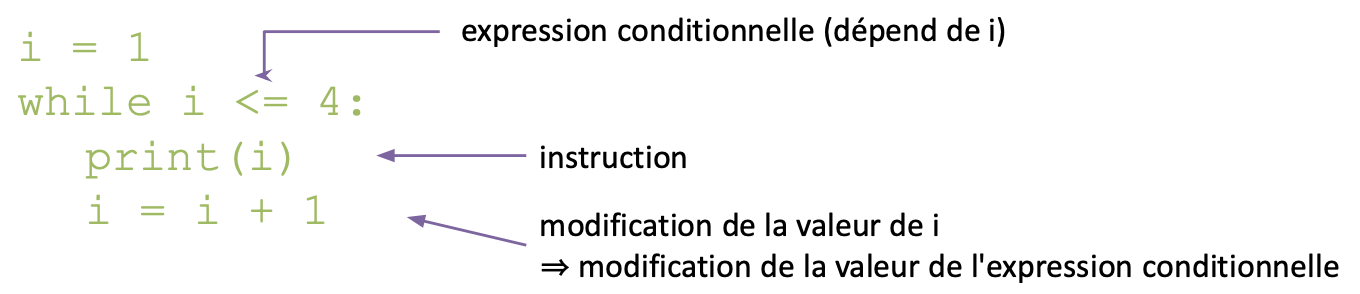 expression conditionnelle (dépend de i)
i = 1
while i <= 4:
print(i)
instruction
i = i + 1
modification de la valeur de i
⇒ modification de la valeur de l'expression conditionnelle